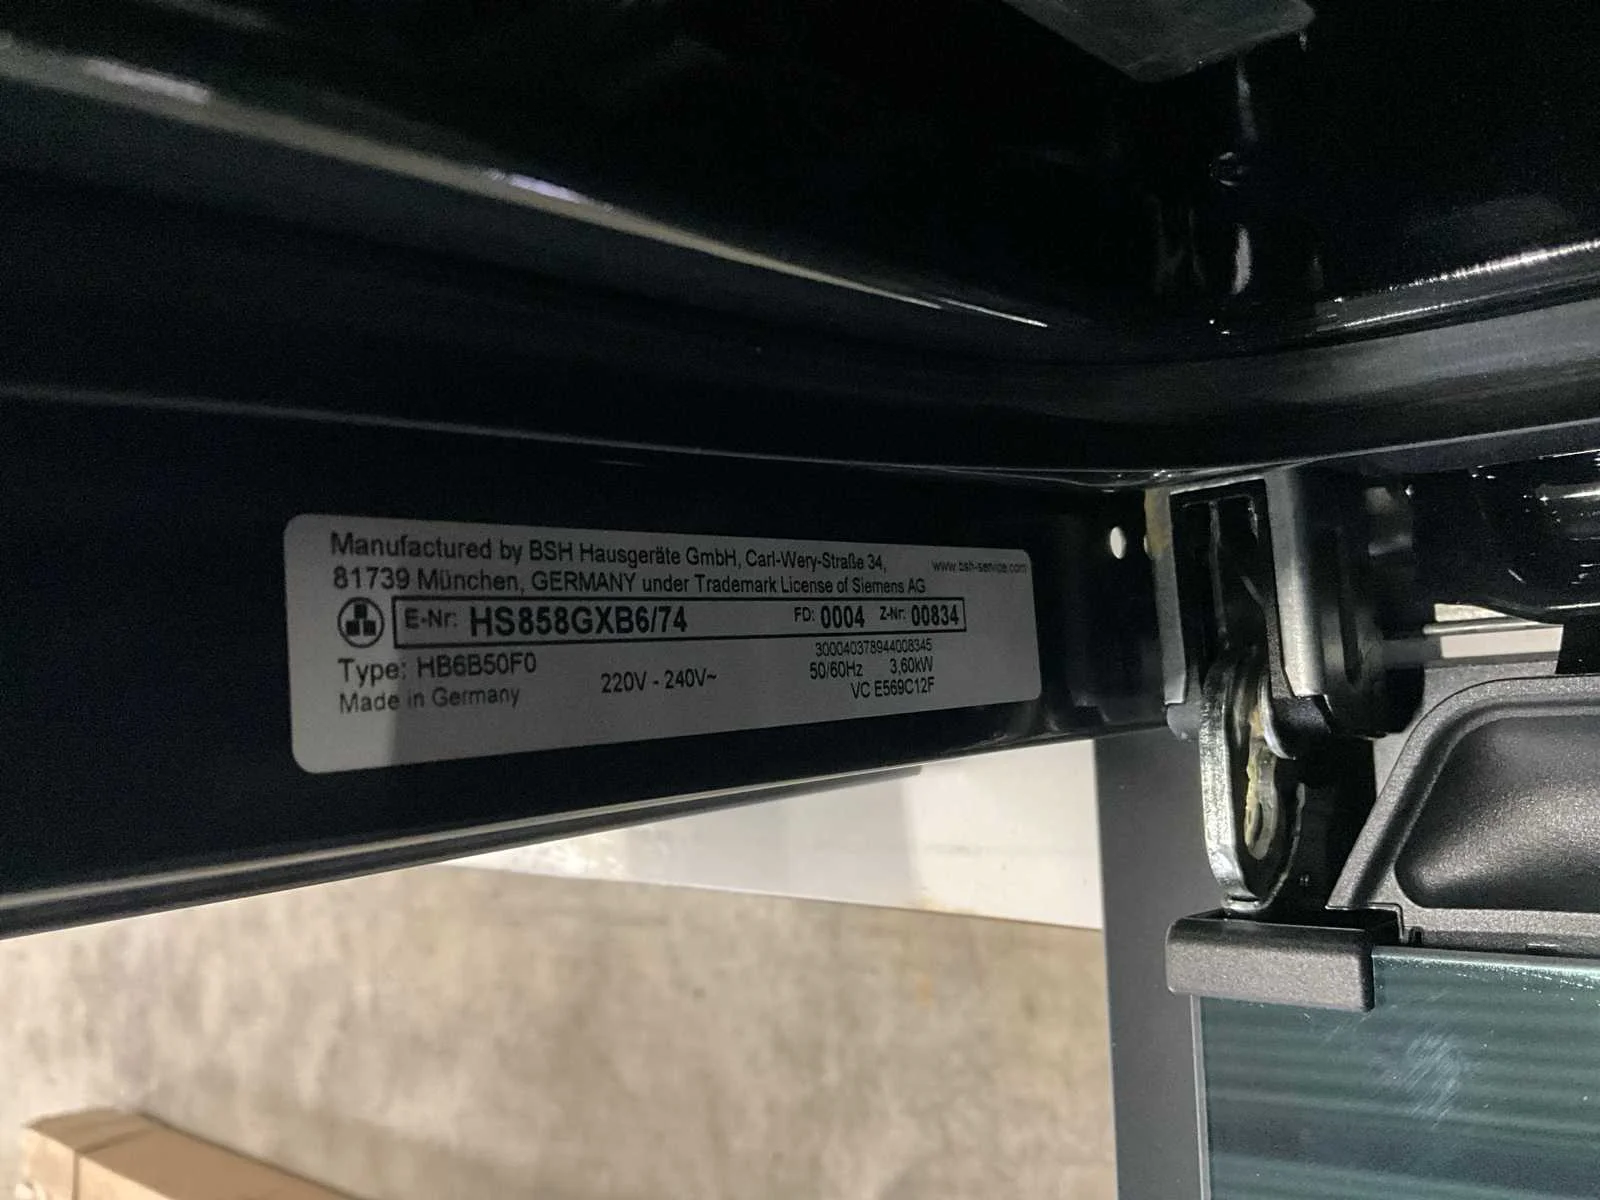 Manufactured by BSH Hausgeräte GmbH, Carl-Wery-Straße 34,
www.bsh-service.com
81739 München, GERMANY under Trademark License of Siemens AG
E-Nr: HS858GXB6/74 FD: 0004 Z-Nr: 00834
300040378944008345
Type: HB6B50F0 220V - 240V~ 50/60Hz 3,60kW
Made in Germany VC E569C12F